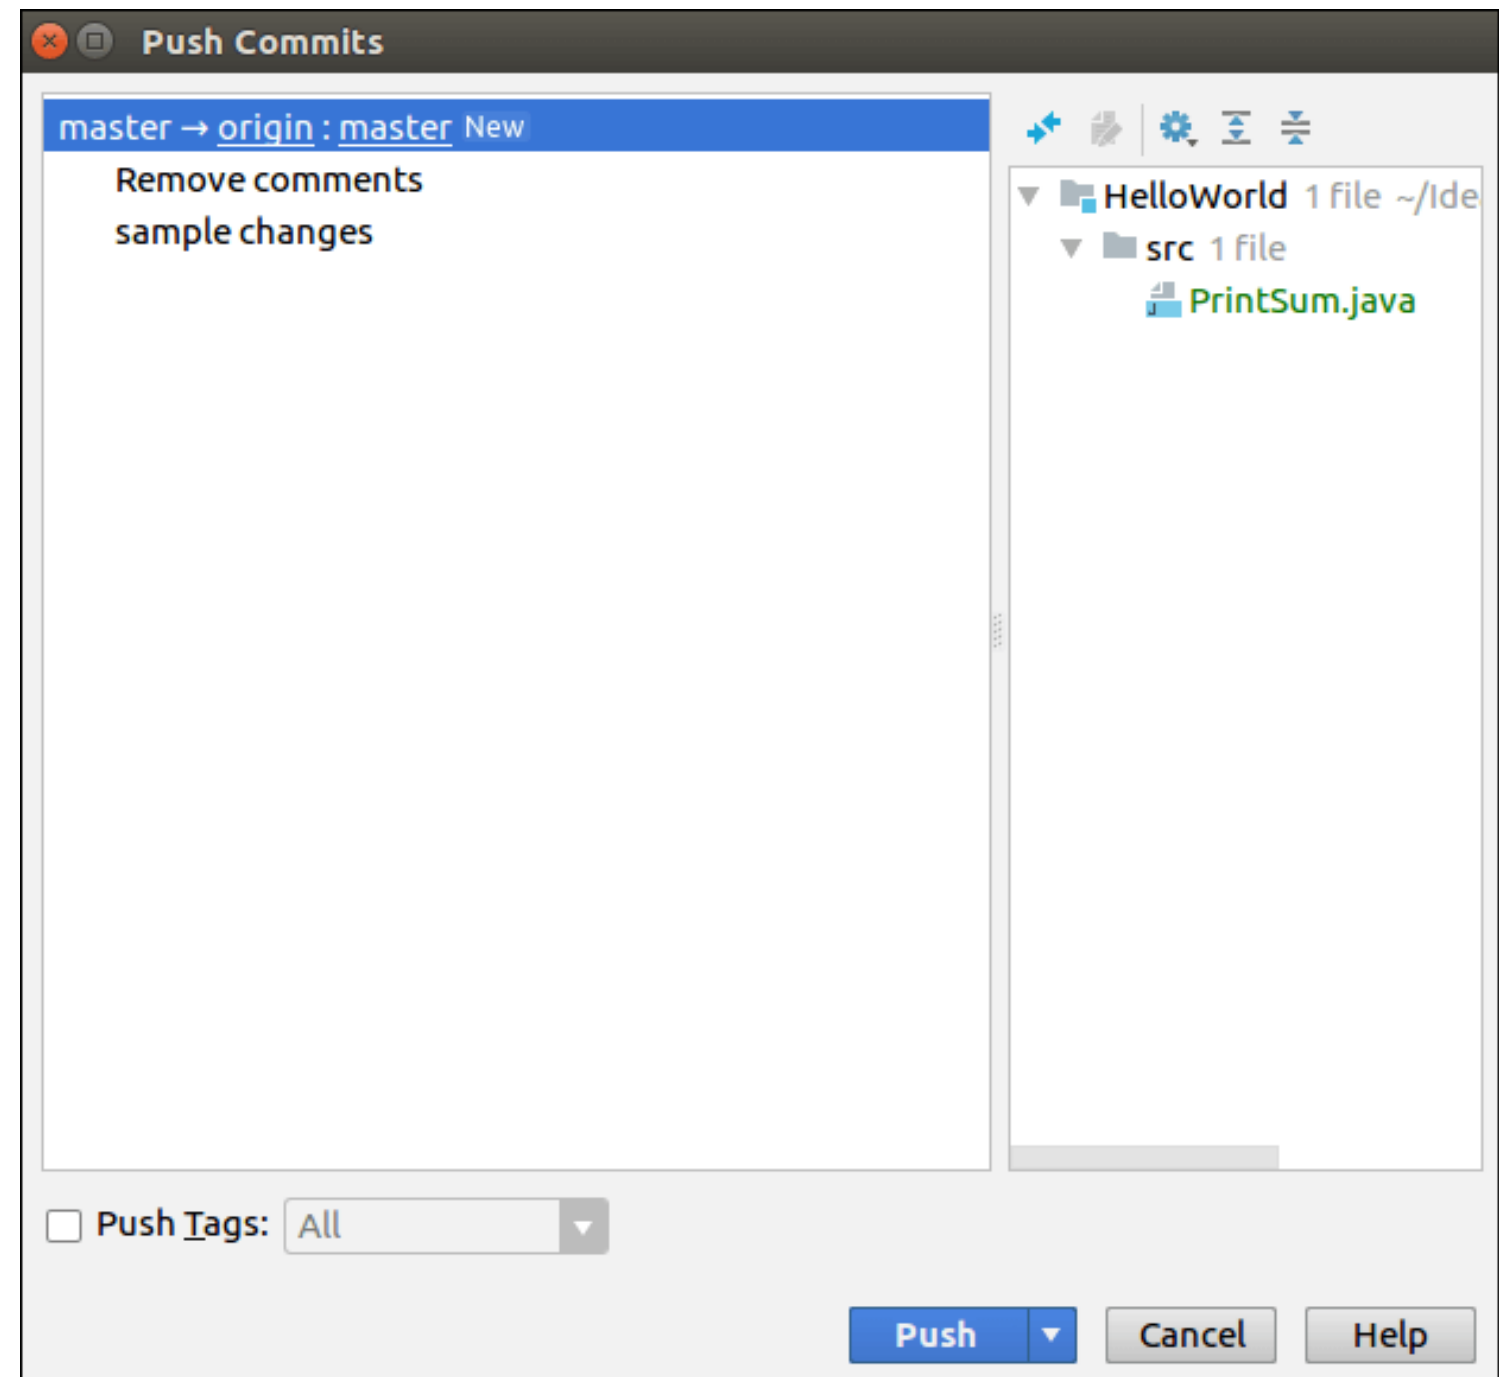 Push Commits
master → origin : master New
Remove comments
sample changes
HelloWorld 1 file ~/Ide
src 1 file
PrintSum.java
Push Tags: All
Push Cancel Help